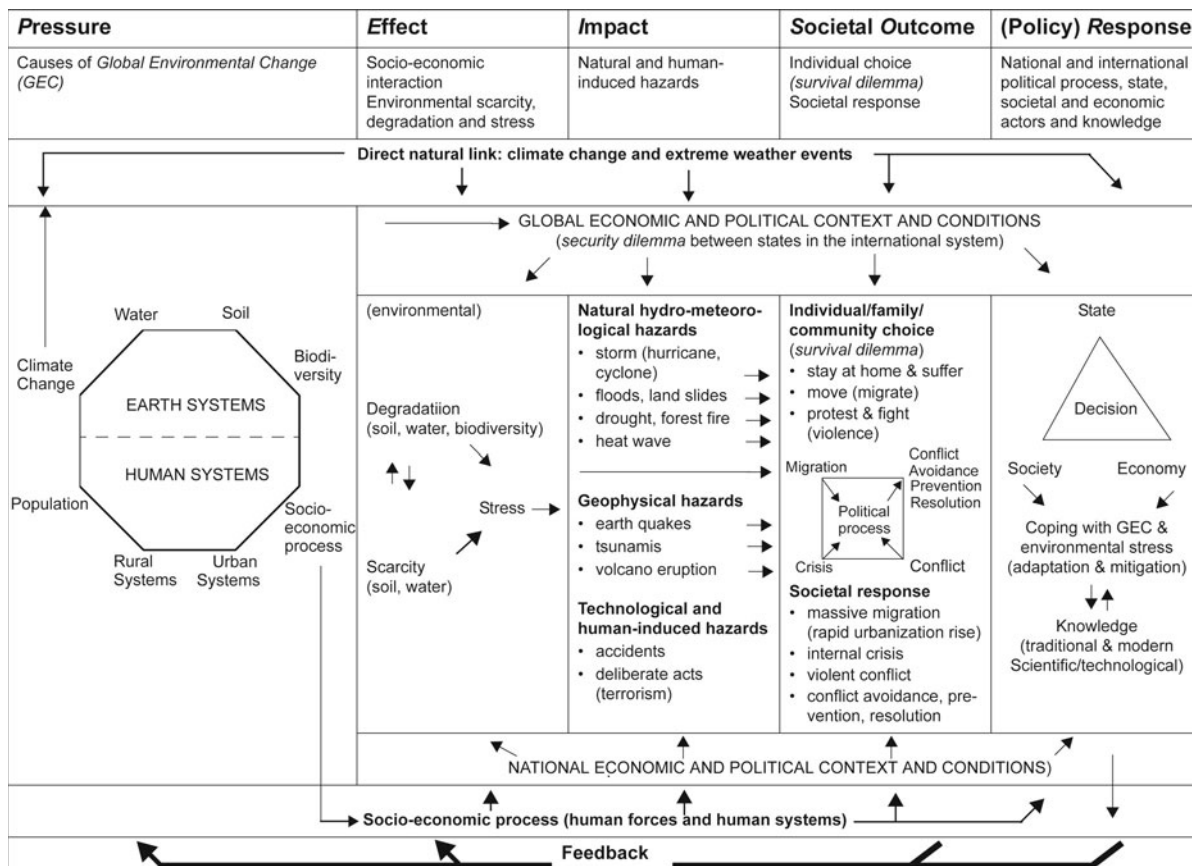 Pressure
Effect
Impact
Societal Outcome
(Policy) Response
Causes of Global Environmental Change
(GEC)
Socio-economic
interaction
Environmental scarcity,
degradation and stress
Natural and human-
induced hazards
Individual choice
(survival dilemma)
Societal response
National and international
political process, state,
societal and economic
actors and knowledge
Direct natural link: climate change and extreme weather events
GLOBAL ECONOMIC AND POLITICAL CONTEXT AND CONDITIONS
(security dilemma between states in the international system)
Water
Soil
Climate
Change
Biodi-
versity
EARTH SYSTEMS
HUMAN SYSTEMS
Population
Socio-
economic
process
Rural
Systems
Urban
Systems
(environmental)
Degradatiion
(soil, water, biodiversity)
Stress
Scarcity
(soil, water)
Natural hydro-meteoro-
logical hazards
• storm (hurricane,
cyclone)
• floods, land slides
• drought, forest fire
• heat wave
Geophysical hazards
• earth quakes
• tsunamis
• volcano eruption
Technological and
human-induced hazards
• accidents
• deliberate acts
(terrorism)
Individual/family/
community choice
(survival dilemma)
• stay at home & suffer
• move (migrate)
• protest & fight
(violence)
Migration
Conflict
Avoidance
Prevention
Resolution
Political
process
Crisis
Conflict
Societal response
• massive migration
(rapid urbanization rise)
• internal crisis
• violent conflict
• conflict avoidance, pre-
vention, resolution
State
Decision
Society
Economy
Coping with GEC &
environmental stress
(adaptation & mitigation)
Knowledge
(traditional & modern
Scientific/technological)
NATIONAL ECONOMIC AND POLITICAL CONTEXT AND CONDITIONS)
Socio-economic process (human forces and human systems)
Feedback